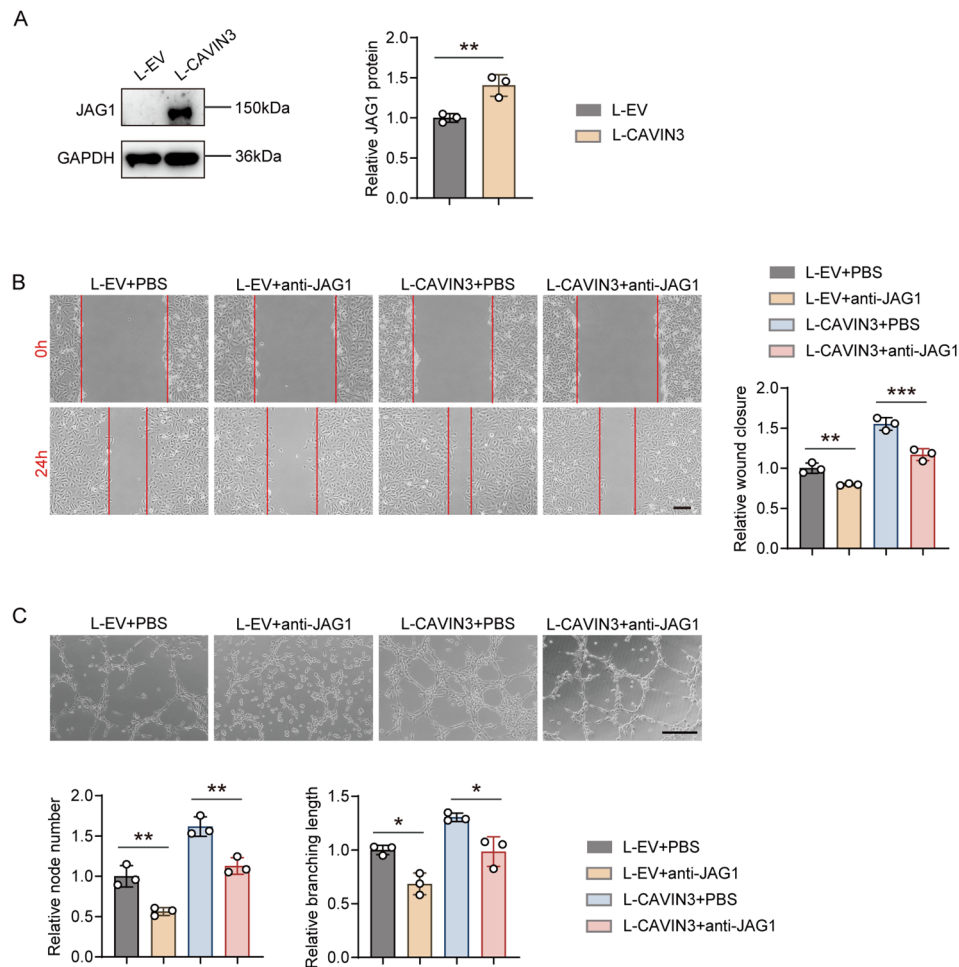 A
L-EV L-CAVIN3
JAG1 150kDa
GAPDH 36kDa
Relative JAG1 protein
2.0
1.5
1.0
0.5
0.0
**
L-EV
L-CAVIN3
B
L-EV+PBS L-EV+anti-JAG1 L-CAVIN3+PBS L-CAVIN3+anti-JAG1
0h
24h
L-EV+PBS
L-EV+anti-JAG1
L-CAVIN3+PBS
L-CAVIN3+anti-JAG1
Relative wound closure
2.0
1.5
1.0
0.5
0.0
** ***
C
L-EV+PBS L-EV+anti-JAG1 L-CAVIN3+PBS L-CAVIN3+anti-JAG1
Relative node number
2.0
1.5
1.0
0.5
0.0
** **
Relative branching length
1.5
1.0
0.5
0.0
* *
L-EV+PBS
L-EV+anti-JAG1
L-CAVIN3+PBS
L-CAVIN3+anti-JAG1